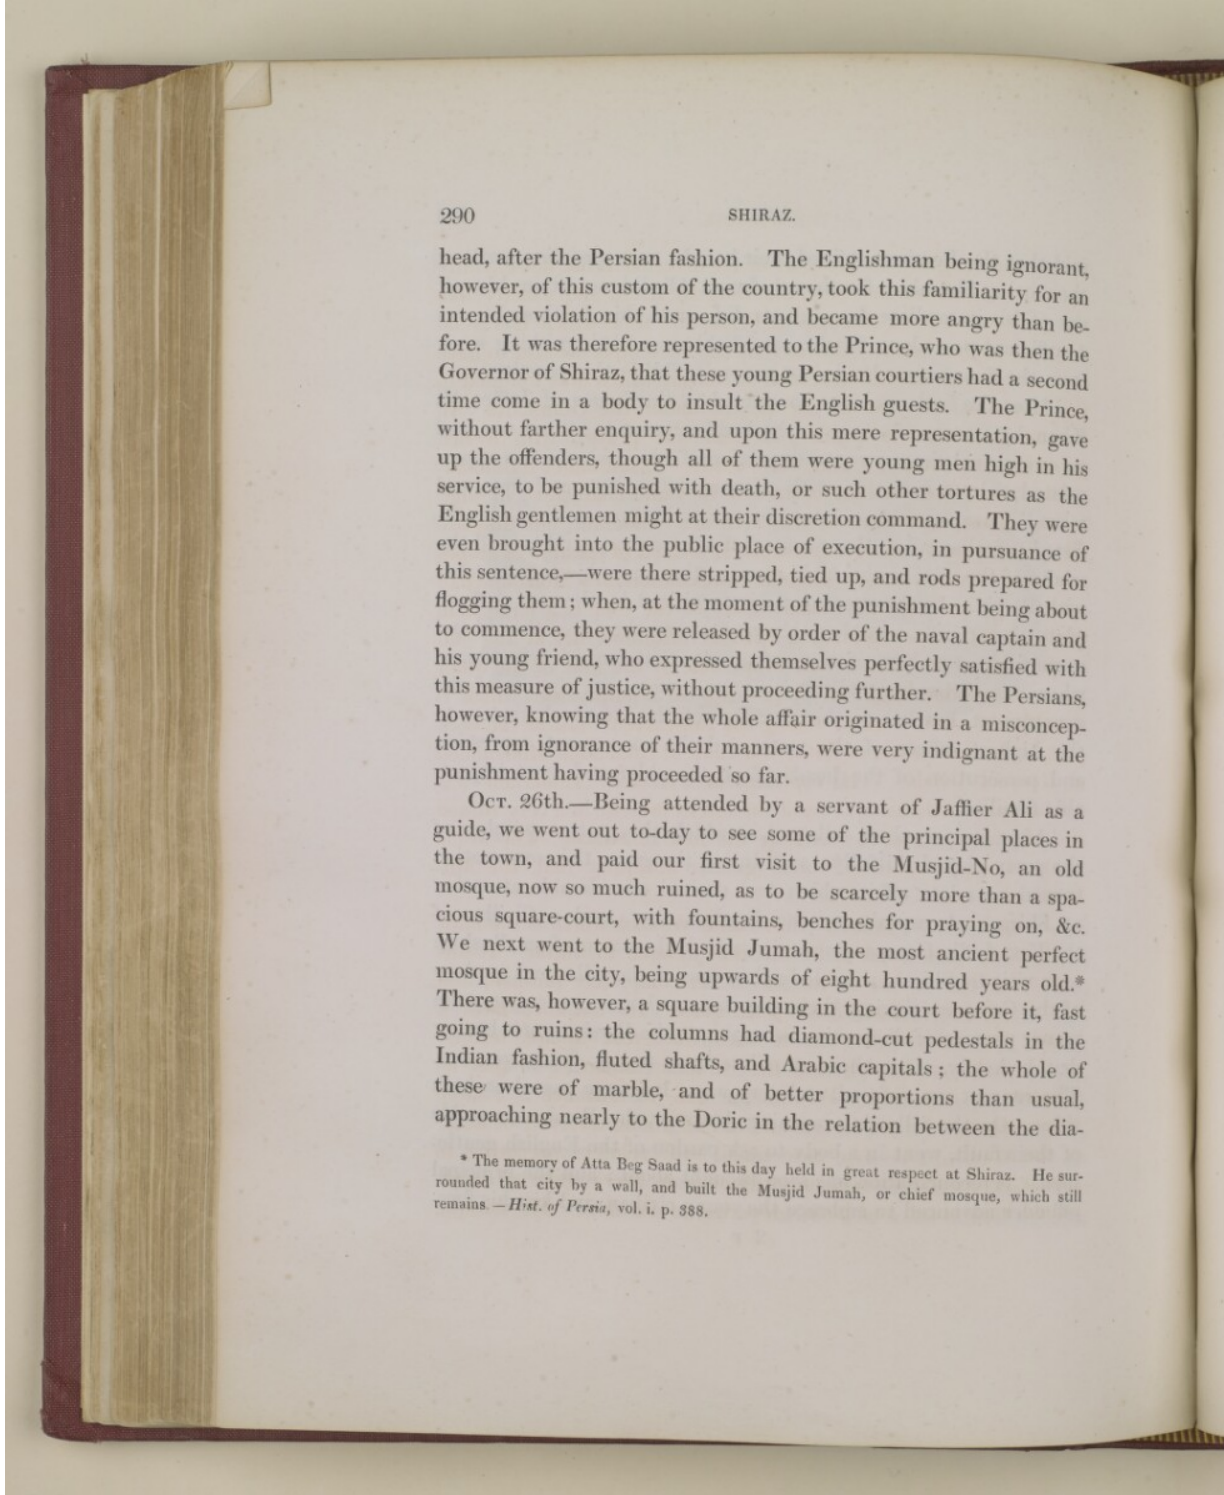 290
SHIRAZ.
head, after the Persian fashion. The Englishman being ignorant,
however, of this custom of the country, took this familiarity for an
intended violation of his person, and became more angry than be-
fore. It was therefore represented to the Prince, who was then the
Governor of Shiraz, that these young Persian courtiers had a second
time come in a body to insult the English guests. The Prince,
without farther enquiry, and upon this mere representation, gave
up the offenders, though all of them were young men high in his
service, to be punished with death, or such other tortures as the
English gentlemen might at their discretion command. They were
even brought into the public place of execution, in pursuance of
this sentence,—were there stripped, tied up, and rods prepared for
flogging them; when, at the moment of the punishment being about
to commence, they were released by order of the naval captain and
his young friend, who expressed themselves perfectly satisfied with
this measure of justice, without proceeding further. The Persians,
however, knowing that the whole affair originated in a misconcep-
tion, from ignorance of their manners, were very indignant at the
punishment having proceeded so far.
Oct. 26th.—Being attended by a servant of Jaffier Ali as a
guide, we went out to-day to see some of the principal places in
the town, and paid our first visit to the Musjid-No, an old
mosque, now so much ruined, as to be scarcely more than a spa-
cious square-court, with fountains, benches for praying on, &c.
We next went to the Musjid Jumah, the most ancient perfect
mosque in the city, being upwards of eight hundred years old.*
There was, however, a square building in the court before it, fast
going to ruins: the columns had diamond-cut pedestals in the
Indian fashion, fluted shafts, and Arabic capitals; the whole of
these were of marble, and of better proportions than usual,
approaching nearly to the Doric in the relation between the dia-
* The memory of Atta Beg Saad is to this day held in great respect at Shiraz. He sur-
rounded that city by a wall, and built the Musjid Jumah, or chief mosque, which still
remains.—Hist. of Persia, vol. i. p. 388.